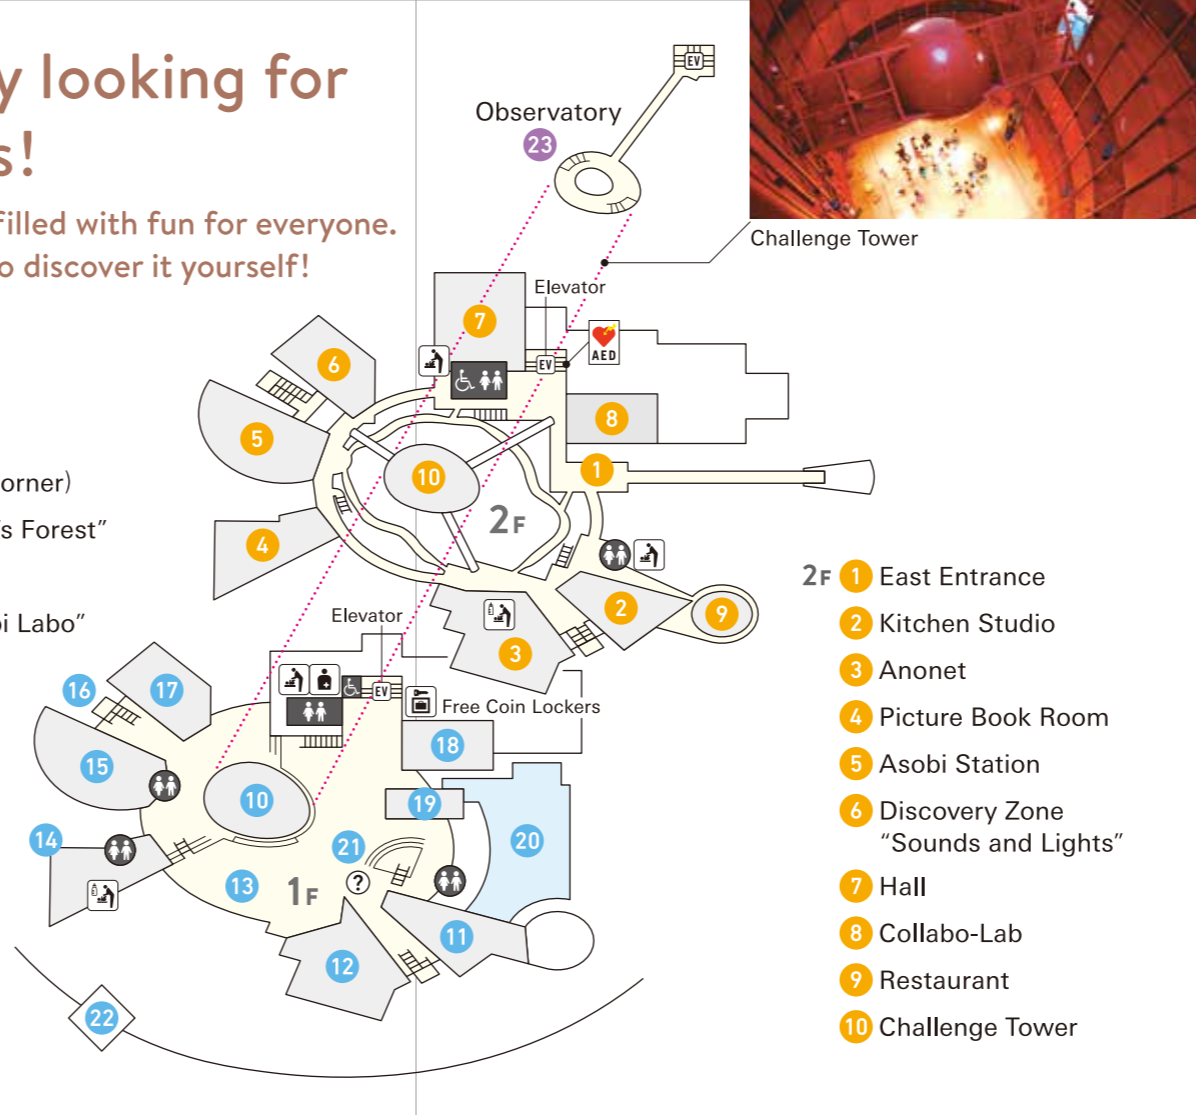 y looking for
s!
filled with fun for everyone.
o discover it yourself!
orner)
's Forest”
i Labo”
Observatory
23
EV
Challenge Tower
Elevator
7
EV
AED
6
5
8
10
1
2F
4
2
9
3
Elevator
EV
Free Coin Lockers
16
17
18
15
10
19
14
21
20
13
1F
?
11
12
22
2F 1 East Entrance
2 Kitchen Studio
3 Anonet
4 Picture Book Room
5 Asobi Station
6 Discovery Zone
“Sounds and Lights”
7 Hall
8 Collabo-Lab
9 Restaurant
10 Challenge Tower